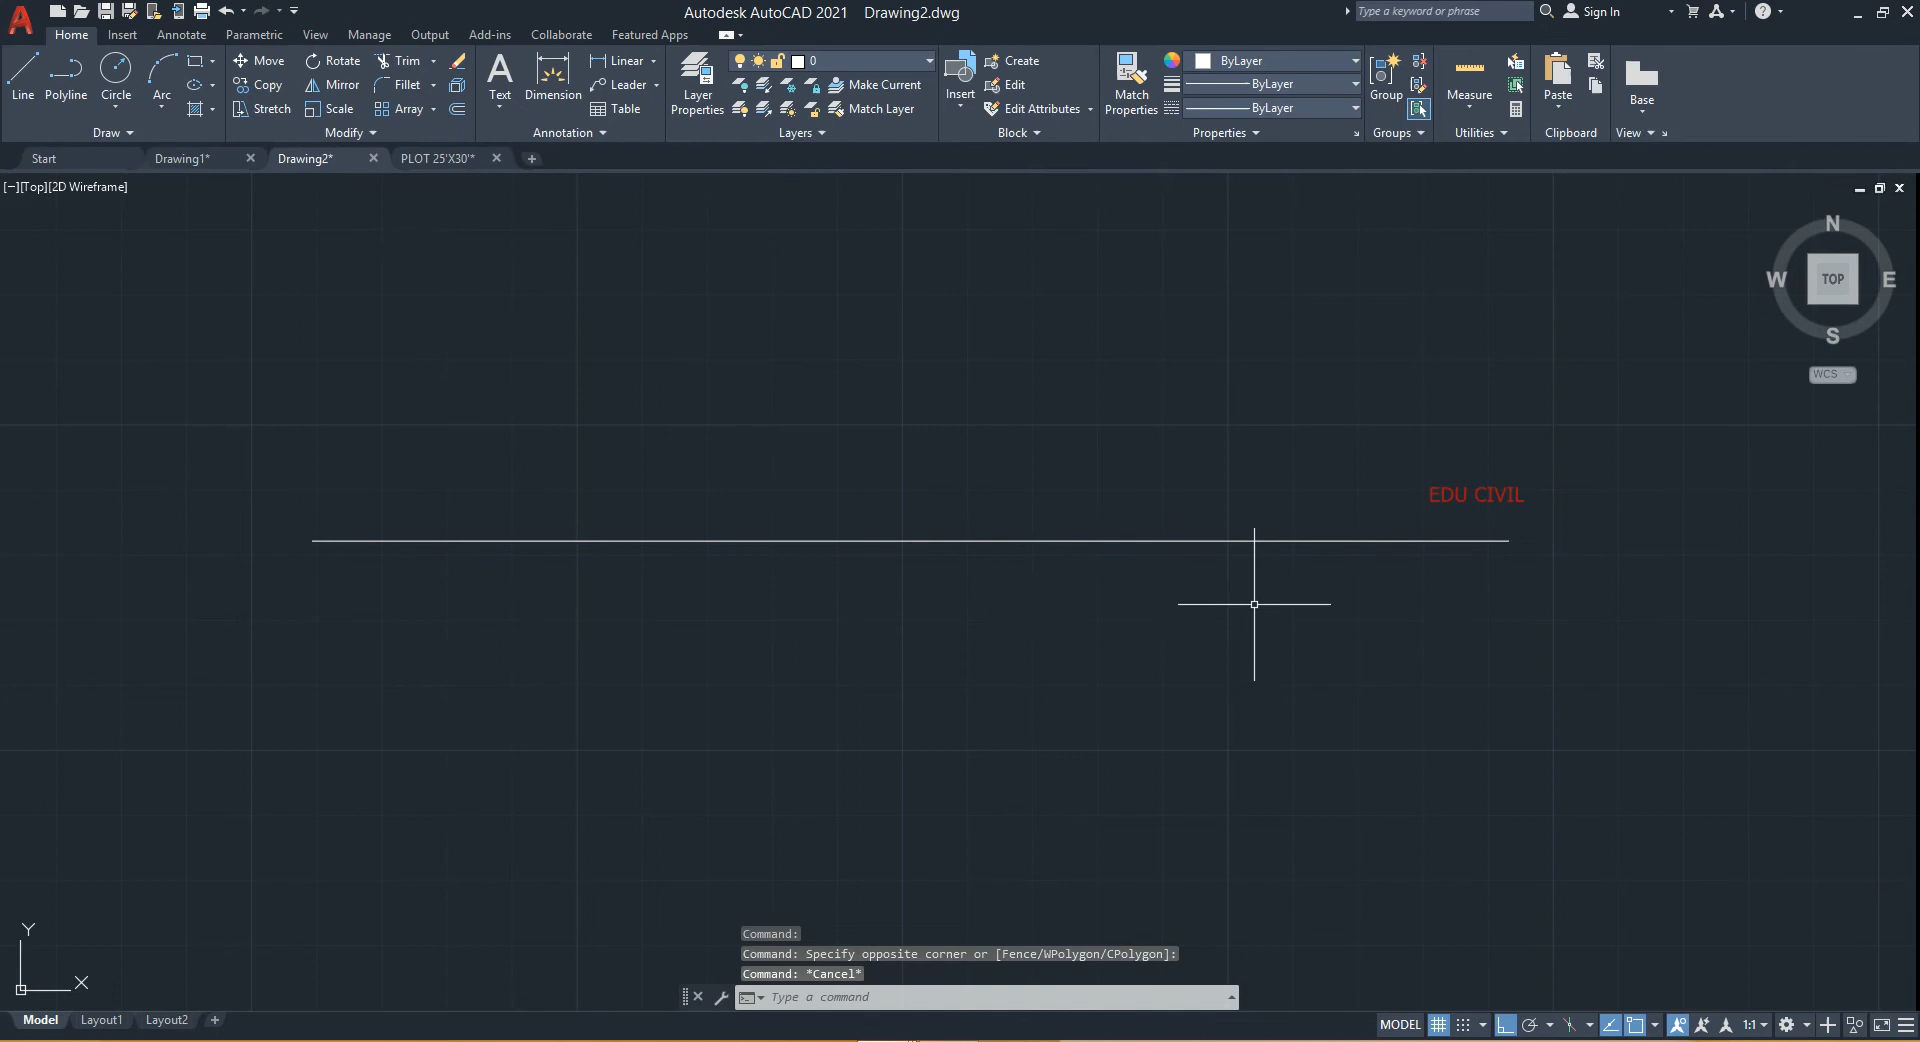 Autodesk AutoCAD 2021 Drawing2.dwg
Type a keyword or phrase
Sign In
Home Insert Annotate Parametric View Manage Output Add-ins Collaborate Featured Apps
Line Polyline Circle Arc
Move Rotate Trim
Copy Mirror Fillet
Stretch Scale Array
Text Dimension
Linear
Leader
Table
Layer Properties
0
Make Current
Match Layer
Insert
Create
Edit
Edit Attributes
Match Properties
ByLayer
ByLayer
ByLayer
Group
Measure
Paste
Base
Draw Modify Annotation Layers Block Properties Groups Utilities Clipboard View
Start Drawing1* Drawing2* PLOT 25'X30'*
[−][Top][2D Wireframe]
N
W TOP E
S
WCS
EDU CIVIL
Y
X
Command:
Command: Specify opposite corner or [Fence/WPolygon/CPolygon]:
Command: *Cancel*
Type a command
Model Layout1 Layout2
MODEL 1:1